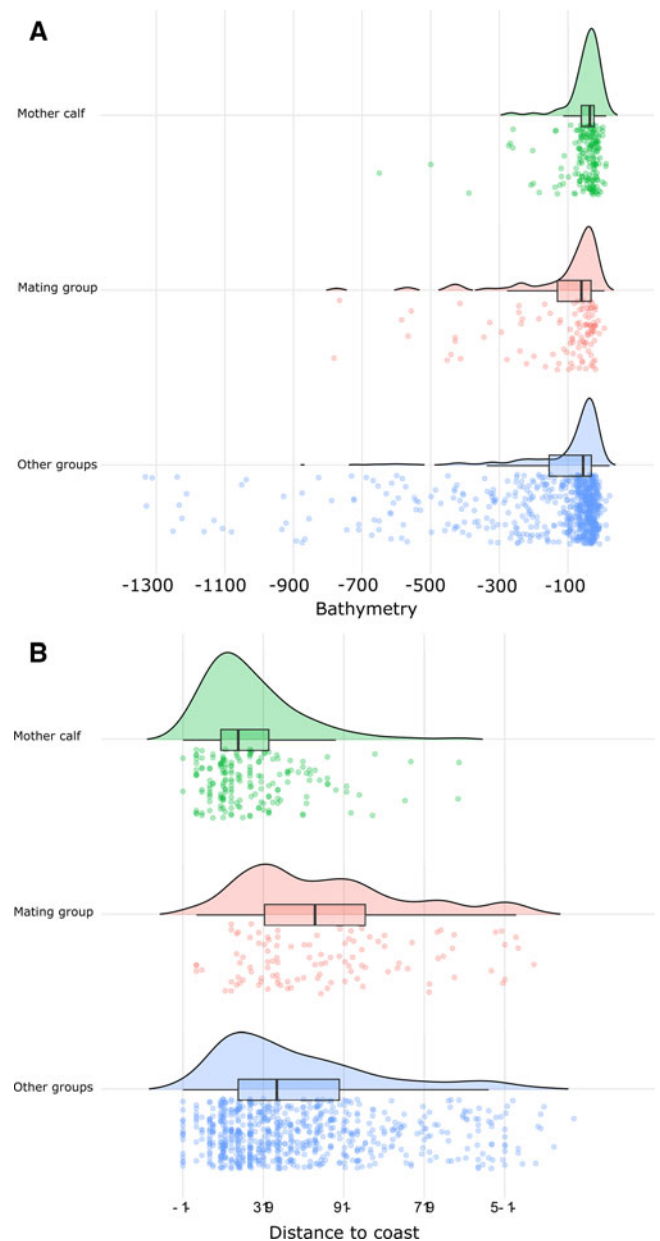 A
Mother calf
Mating group
Other groups
-1300 -1100 -900 -700 -500 -300 -100
Bathymetry
B
Mother calf
Mating group
Other groups
Distance to coast